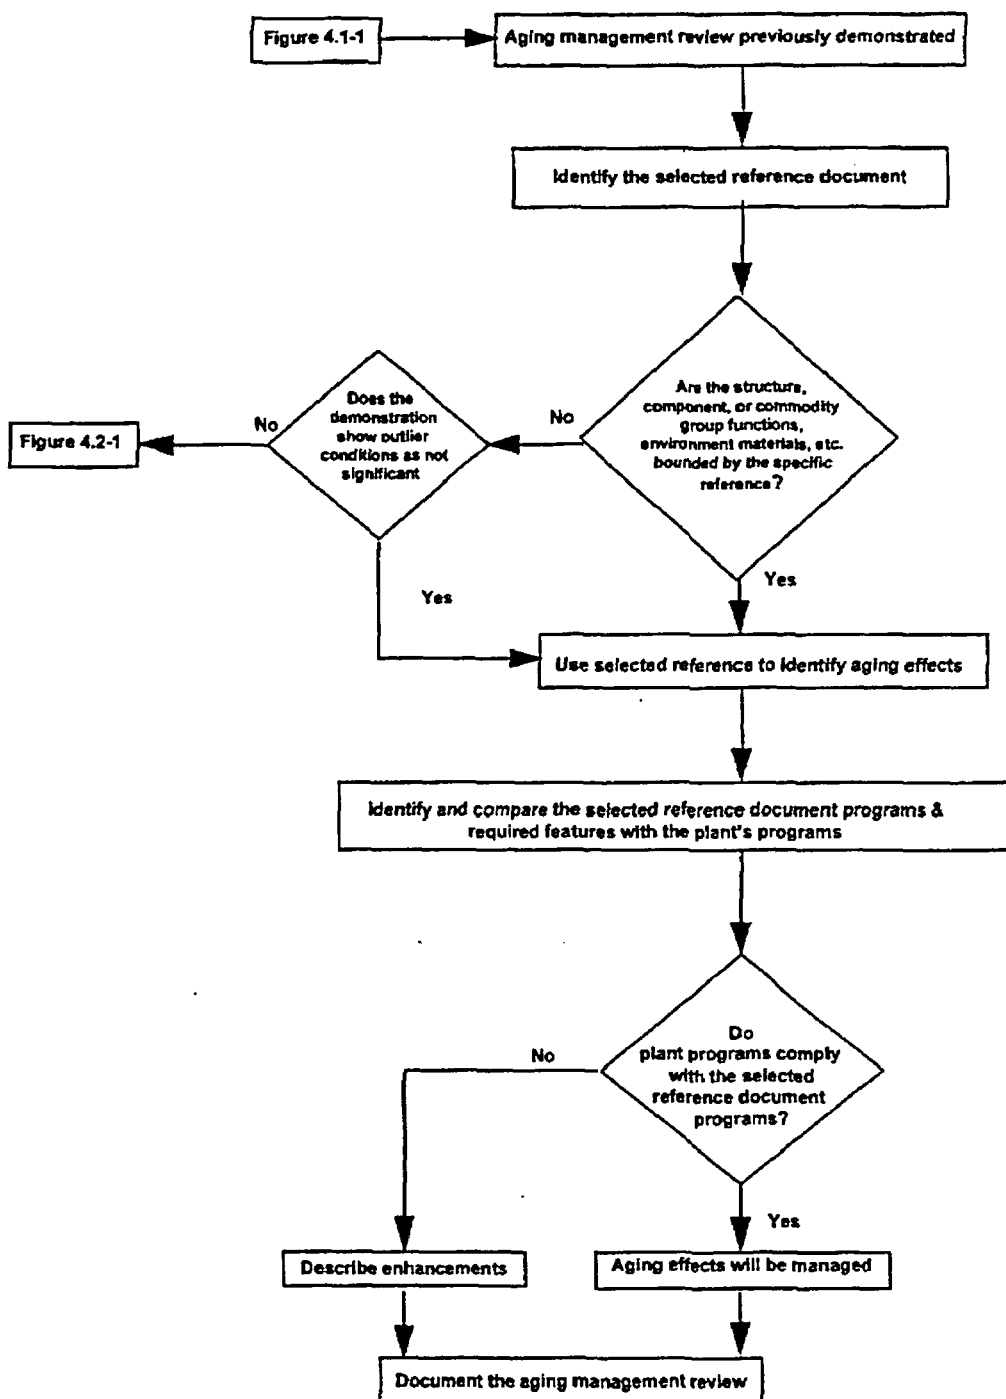 Figure 4.1-1
Aging management review previously demonstrated
Identify the selected reference document
Are the structure,
component, or commodity
group functions,
environment materials, etc.
bounded by the specific
reference?
No
Does the
demonstration
show outlier
conditions as not
significant
No
Figure 4.2-1
Yes
Yes
Use selected reference to identify aging effects
Identify and compare the selected reference document programs &
required features with the plant's programs
Do
plant programs comply
with the selected
reference document
programs?
No
Yes
Describe enhancements
Aging effects will be managed
Document the aging management review